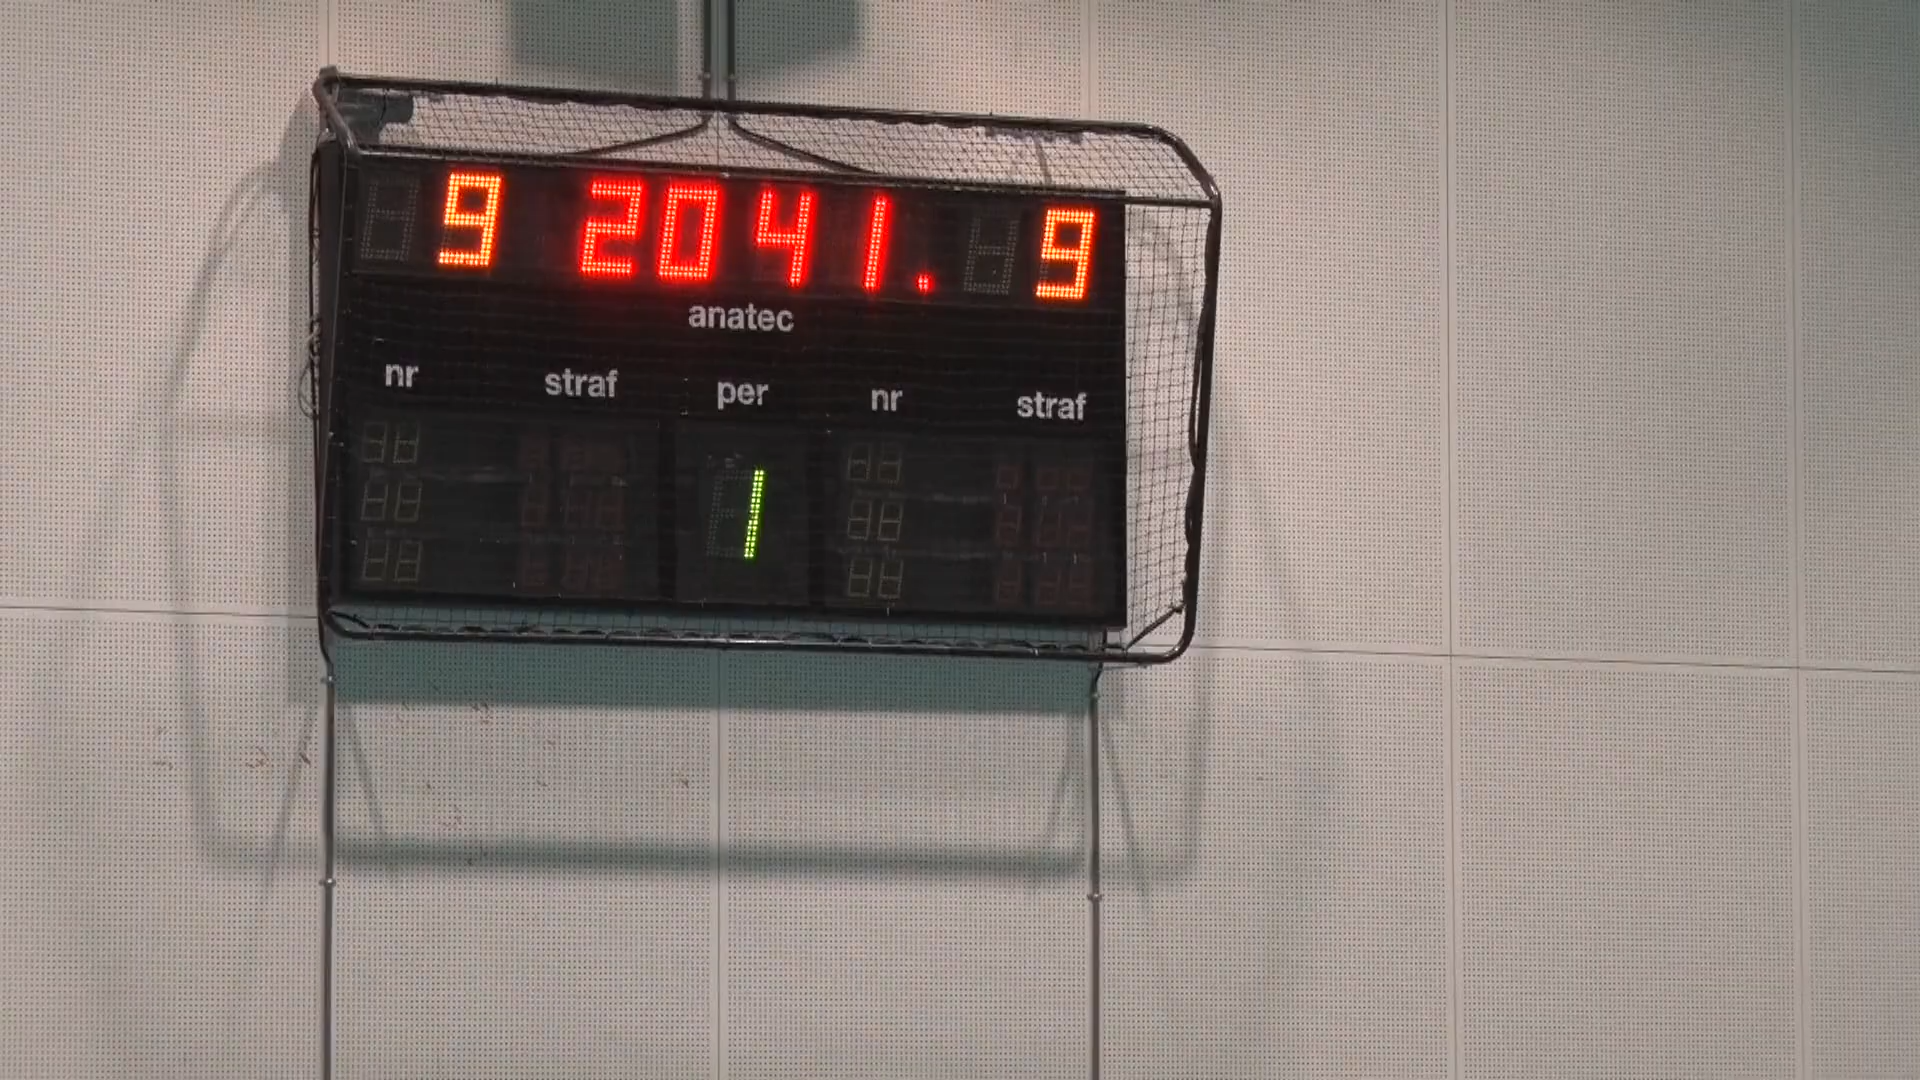 9 2041. 9
anatec
nr straf per nr straf
1